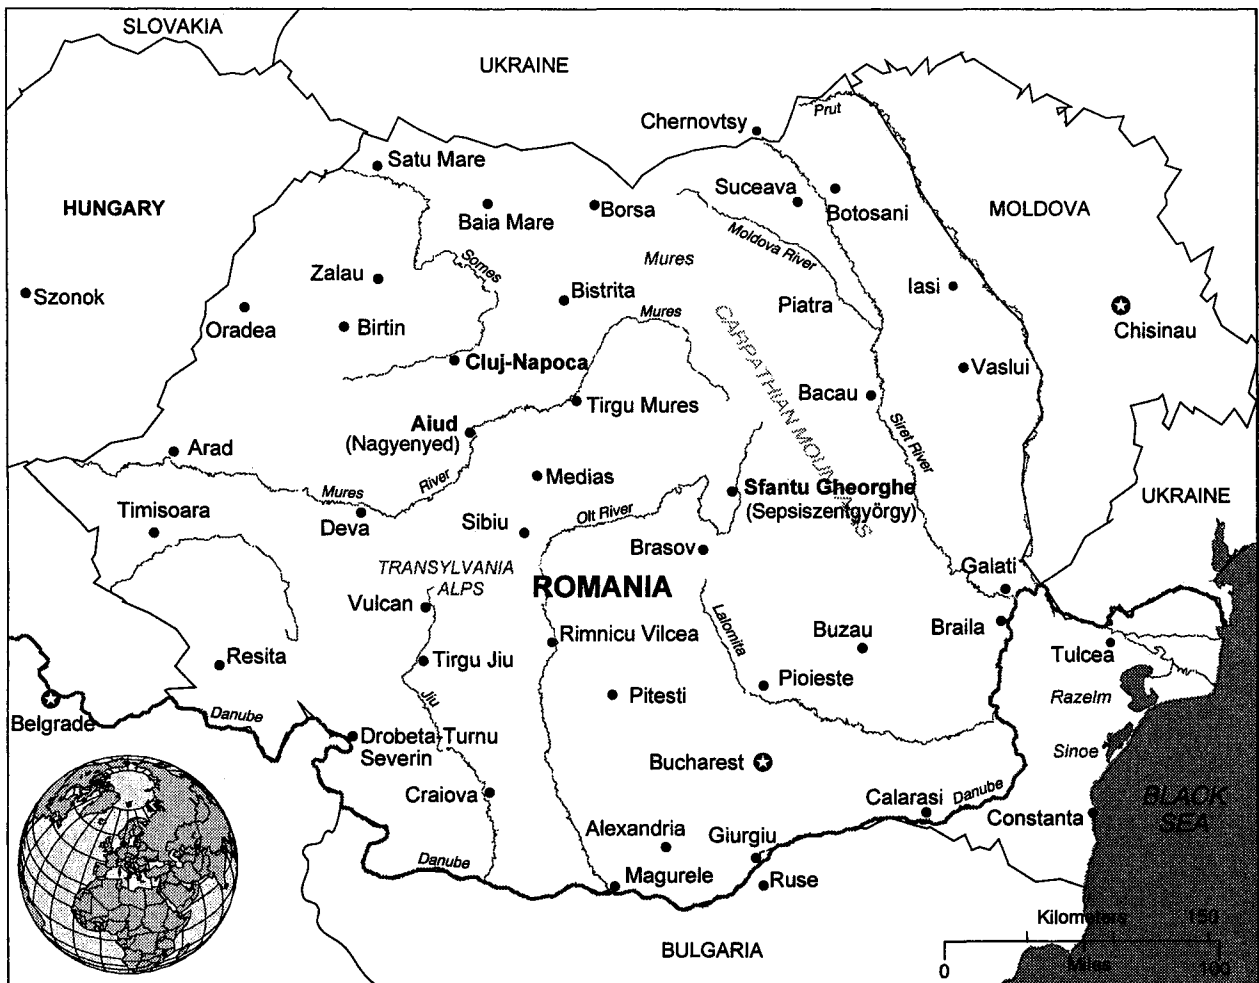 SLOVAKIA
UKRAINE
Chernovtsy
Prut
Satu Mare
Suceava
Botosani
HUNGARY
Baia Mare
Borsa
MOLDOVA
Moldova River
Somes
Mures
Zalau
Iasi
Szonok
Bistrita
Piatra
Oradea
Birtin
Mures
Chisinau
CARPATHIAN MOUNTAINS
Cluj-Napoca
Vaslui
Bacau
Tirgu Mures
Aiud
(Nagyenyed)
Siret River
Arad
River
Medias
Mures
Sfantu Gheorghe
(Sepsiszentgyörgy)
UKRAINE
Timisoara
Deva
Sibiu
Olt River
Brasov
TRANSYLVANIA
ALPS
ROMANIA
Galati
Vulcan
Lalomita
Buzau
Braila
Rimnicu Vilcea
Tulcea
Resita
Tirgu Jiu
Pioieste
Jiu
Pitesti
Razelm
Belgrade
Danube
Drobeta-Turnu
Severin
Sinoe
Bucharest
Craiova
Calarasi
Danube
Constanta
BLACK
SEA
Alexandria
Giurgiu
Danube
Magurele
Ruse
BULGARIA
Kilometers 150
0 Miles 100